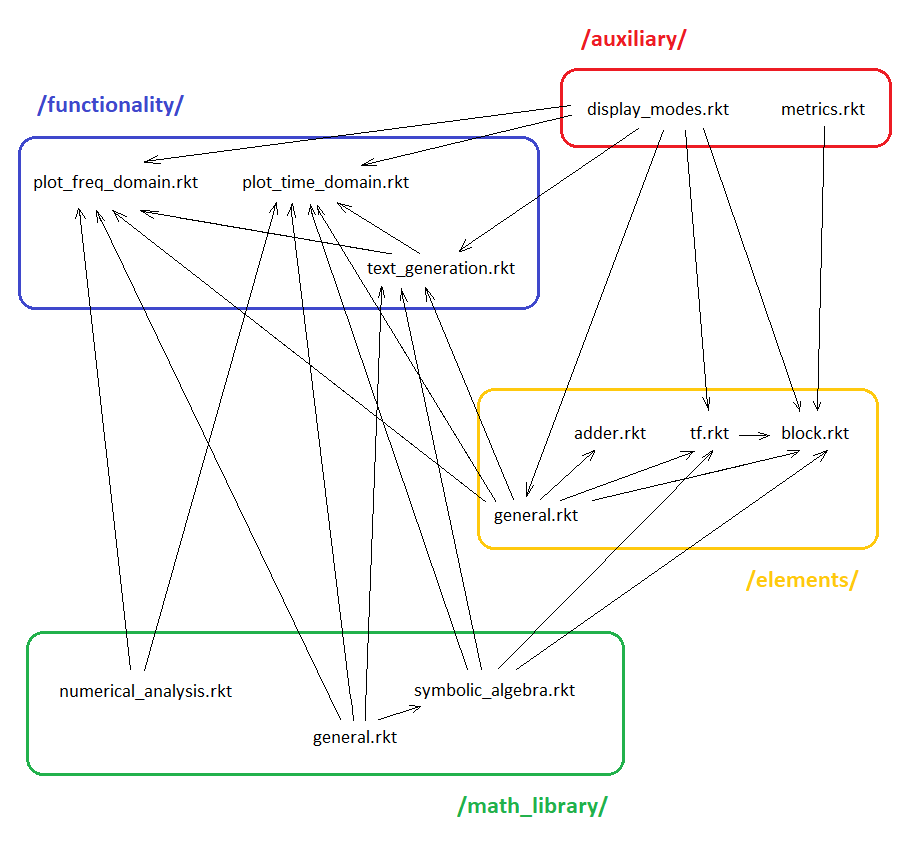 /auxiliary/
display_modes.rkt metrics.rkt
/functionality/
plot_freq_domain.rkt plot_time_domain.rkt
text_generation.rkt
adder.rkt tf.rkt block.rkt
general.rkt
/elements/
numerical_analysis.rkt symbolic_algebra.rkt
general.rkt
/math_library/